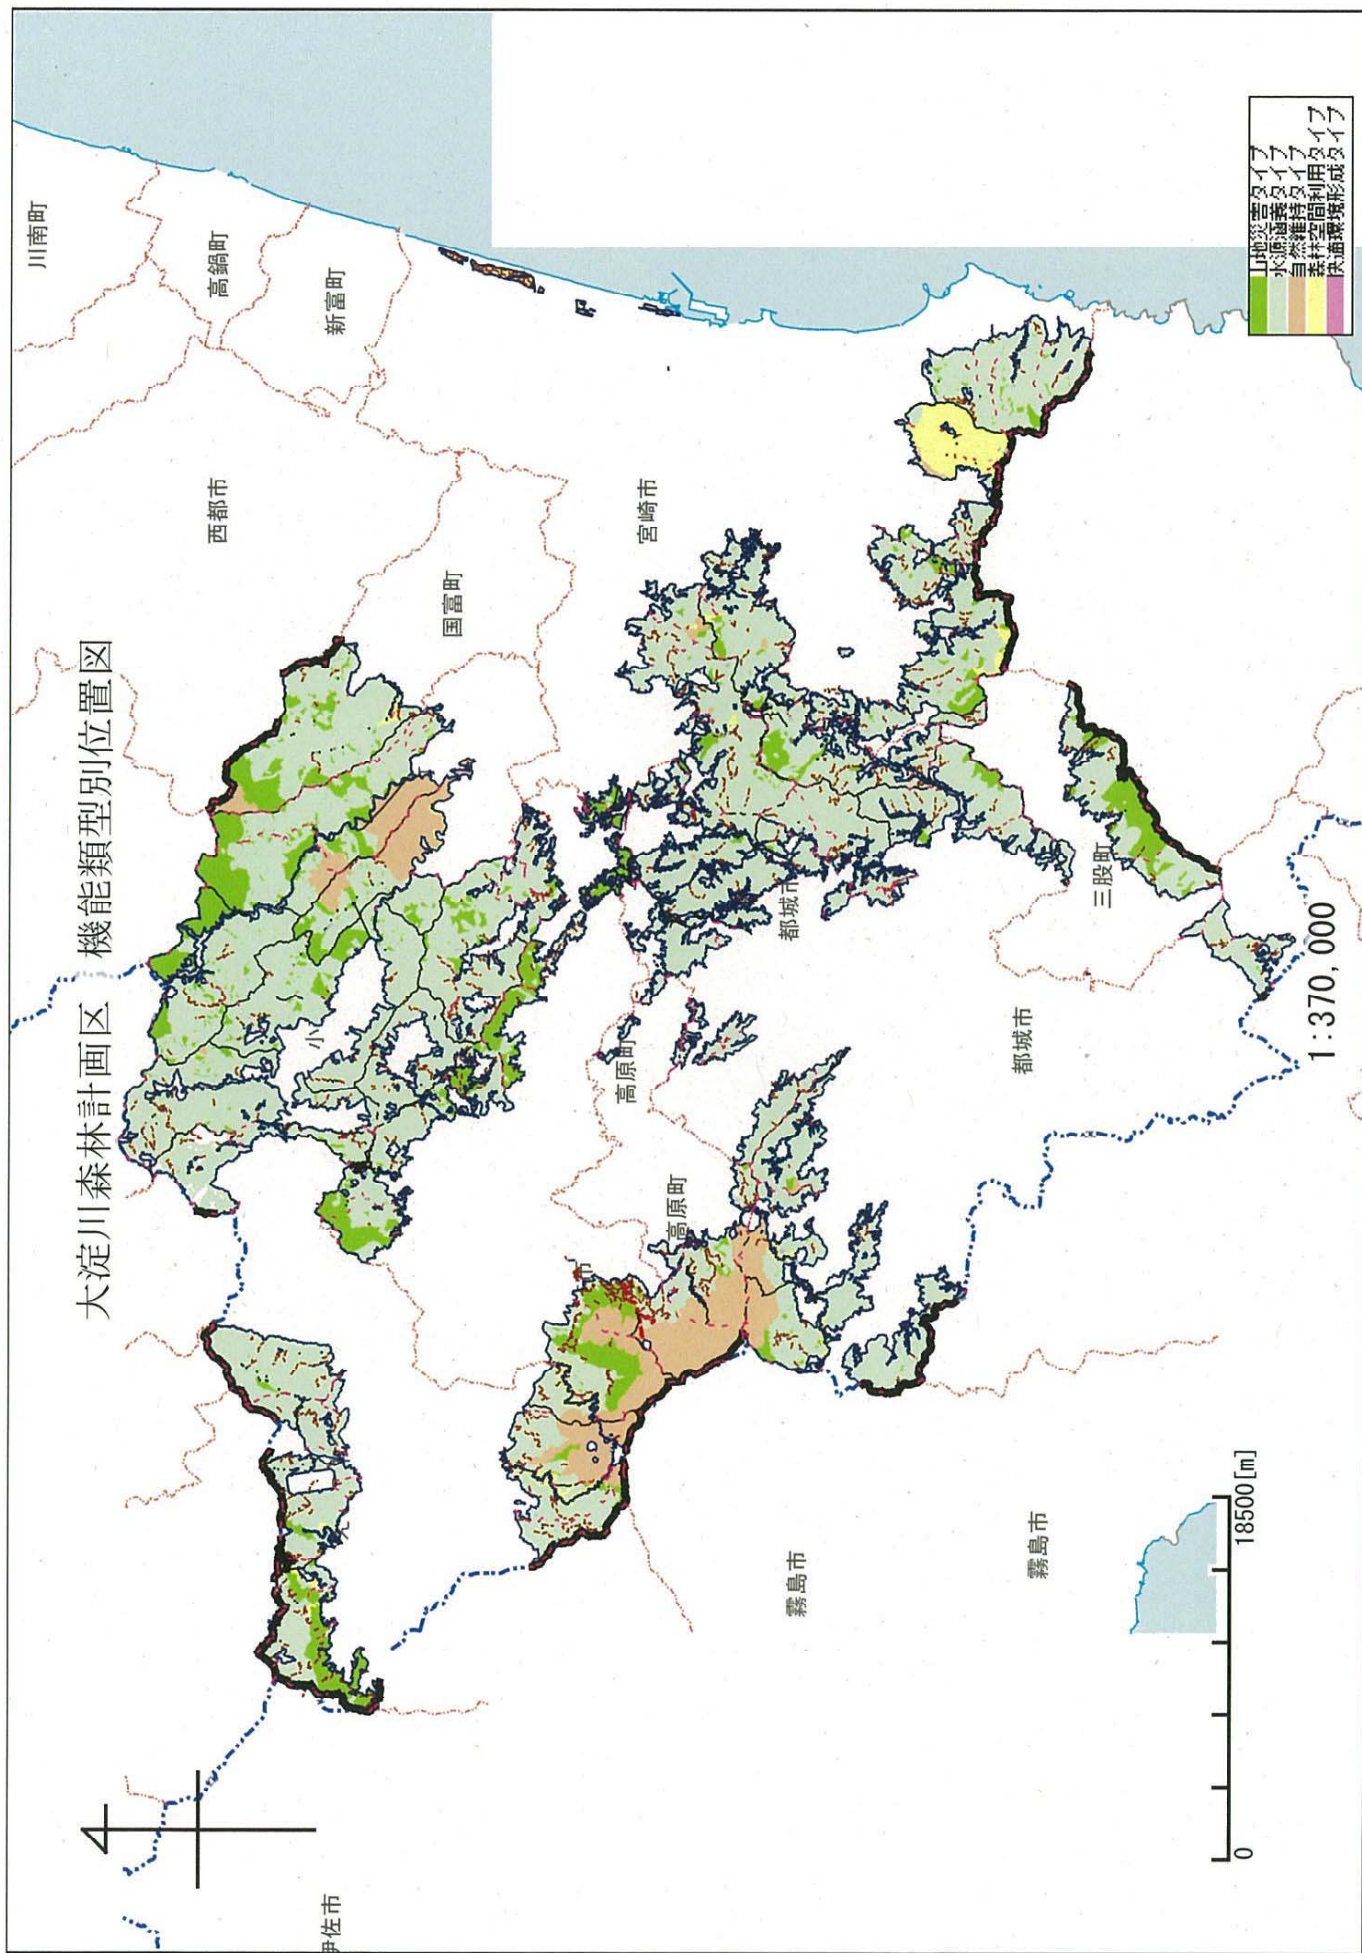 大淀川森林計画区 機能類型別位置図
川南町
高鍋町
新富町
西都市
国富町
宮崎市
小
市
都城市
高原町
高原町
三股町
都城市
霧島市
霧島市
伊佐市
山地災害タイプ
水源涵養タイプ
自然維持タイプ
森林空間利用タイプ
快適環境形成タイプ
1:370,000
0
18500[m]